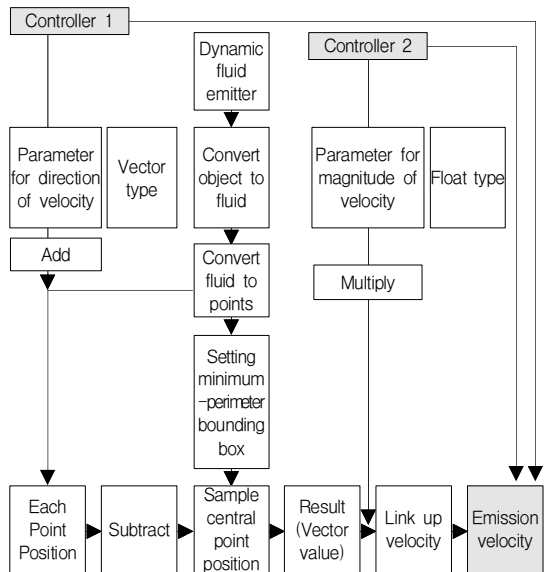 Controller 1
Controller 2
Dynamic
fluid
emitter
Parameter
for direction
of velocity
Vector
type
Convert
object to
fluid
Parameter for
magnitude of
velocity
Float type
Add
Convert
fluid to
points
Multiply
Setting
minimum
-perimeter
bounding
box
Each
Point
Position
Subtract
Sample
central
point
position
Result
(Vector
value)
Link up
velocity
Emission
velocity